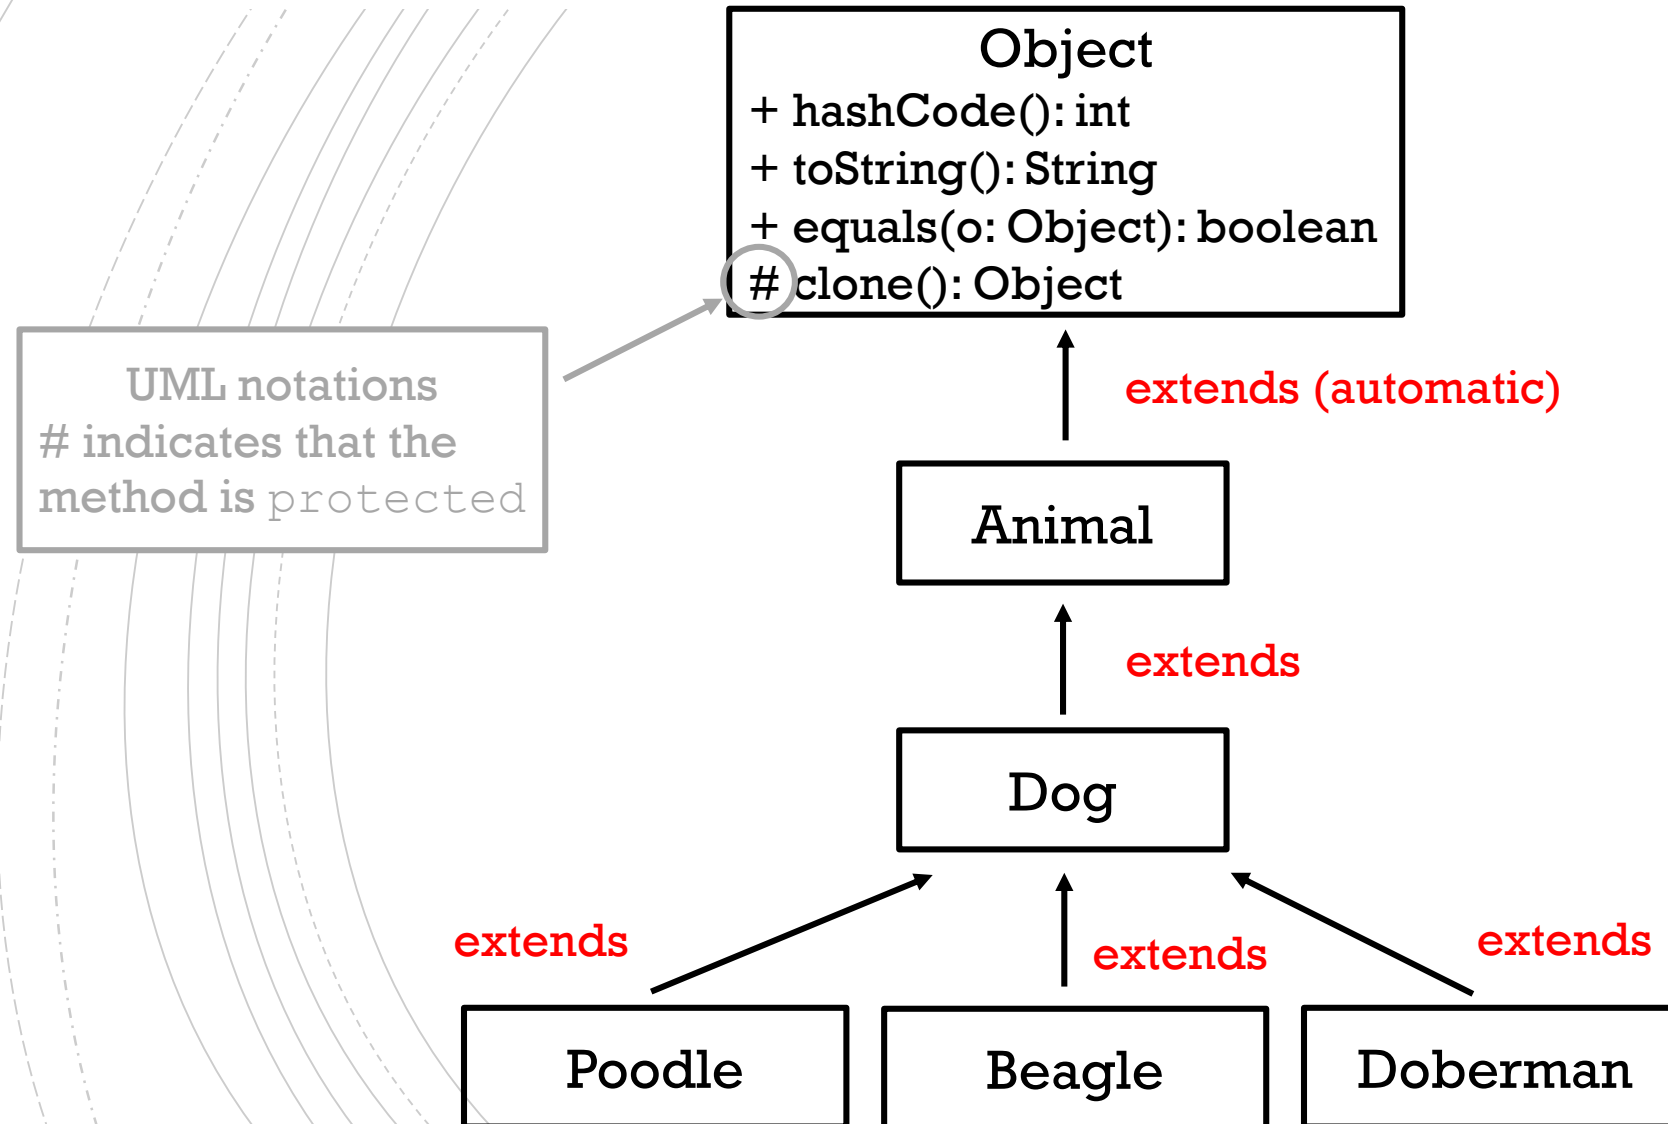 Object
+ hashCode(): int
+ toString(): String
+ equals(o: Object): boolean
# clone(): Object
UML notations
# indicates that the
method is protected
extends (automatic)
Animal
extends
Dog
extends
extends
extends
Poodle
Beagle
Doberman